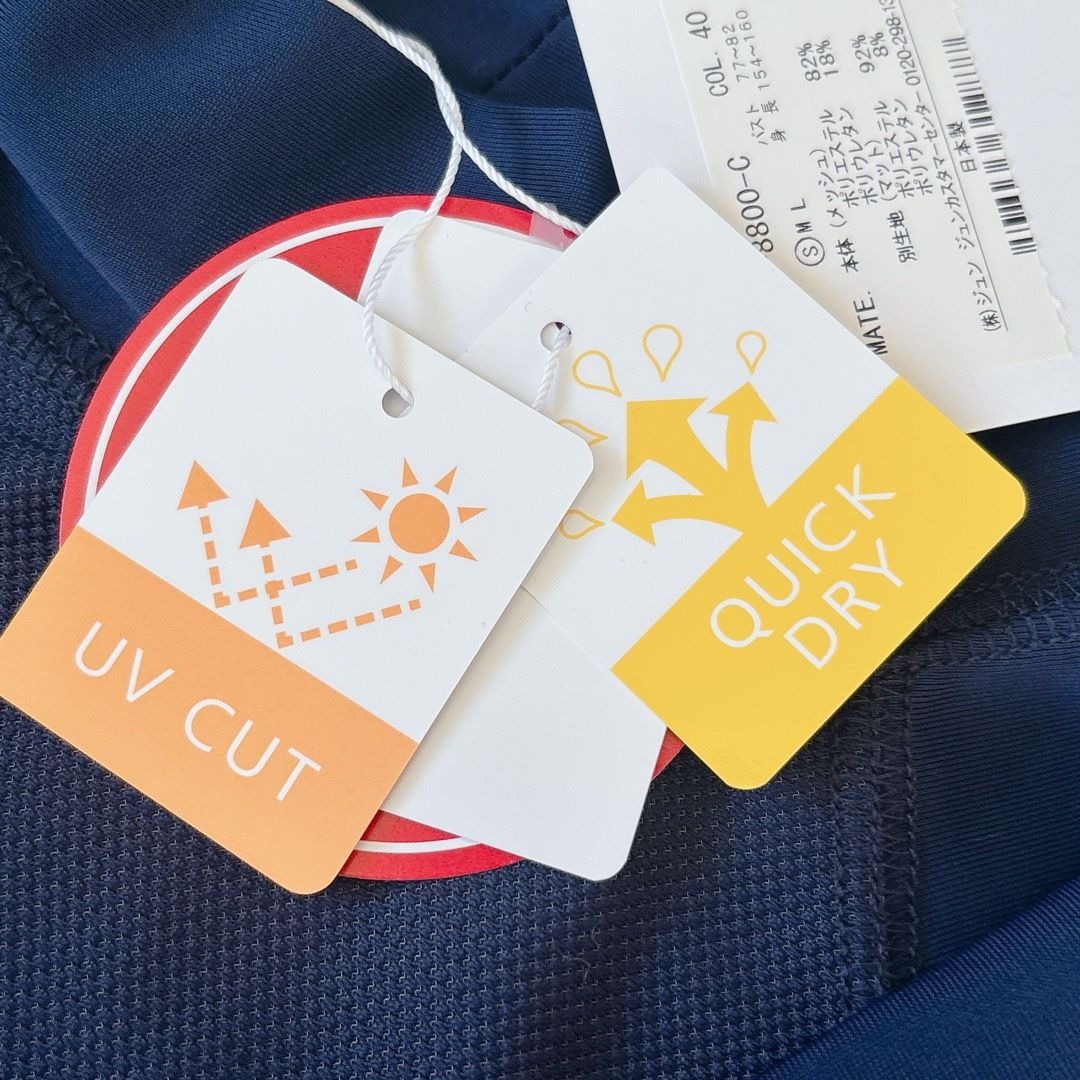 UV CUT
QUICK
DRY
8800-C
COL. 40
Ⓢ M L
バスト 77~82
身長 154~160
MATE.
本体 (メッシュ)
ポリエステル 82%
ポリウレタン 18%
別生地 (マット)
ポリエステル 92%
ポリウレタン 8%
(株)ジュン ジュンカスタマーセンター 0120-298-13
日本製